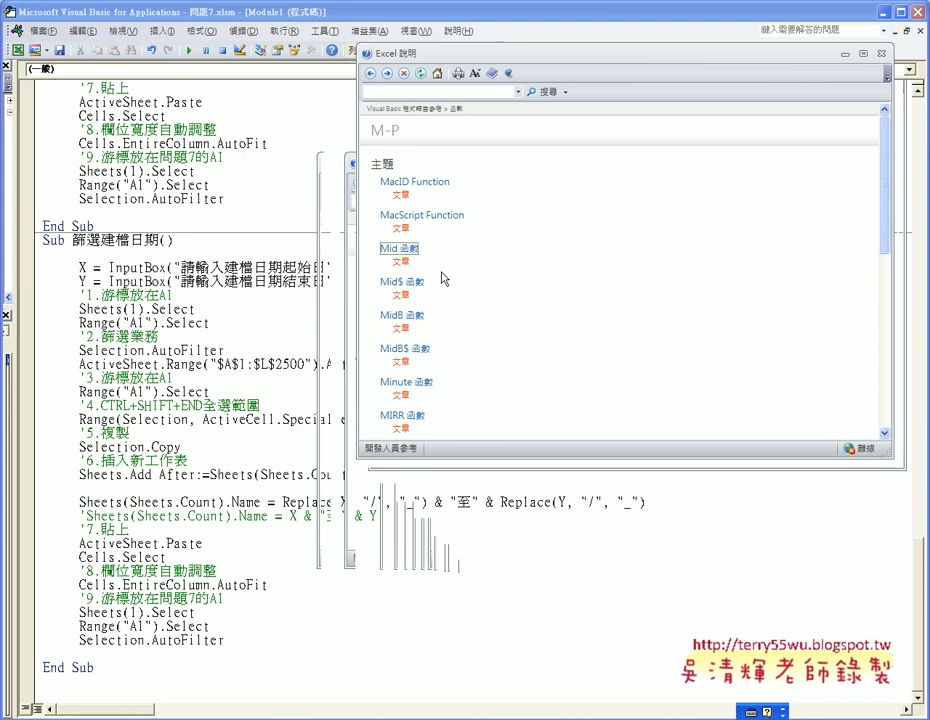 Microsoft Visual Basic for Applications - 問題7.xlsm - [Module1 (程式碼)]
檔案(F) 編輯(E) 檢視(V) 插入(I) 格式(O) 偵錯(D) 執行(R) 工具(T) 增益集(A) 視窗(W) 說明(H)
鍵入需要解答的問題
(一般)
Excel 說明
搜尋
Visual Basic 程式語言參考 > 函數
M-P
主題
MacID Function
文章
MacScript Function
文章
Mid 函數
文章
Mid$ 函數
文章
MidB 函數
文章
MidB$ 函數
文章
Minute 函數
文章
MIRR 函數
文章
開發人員參考
離線
'7.貼上
ActiveSheet.Paste
Cells.Select
'8.欄位寬度自動調整
Cells.EntireColumn.AutoFit
'9.游標放在問題7的A1
Sheets(1).Select
Range("A1").Select
Selection.AutoFilter
End Sub
Sub 篩選建檔日期()
X = InputBox("請輸入建檔日期起始日"
Y = InputBox("請輸入建檔日期結束日"
'1.游標放在A1
Sheets(1).Select
Range("A1").Select
'2.篩選業務
Selection.AutoFilter
ActiveSheet.Range("$A$1:$L$2500").A
'3.游標放在A1
Range("A1").Select
'4.CTRL+SHIFT+END全選範圍
Range(Selection, ActiveCell.Special
'5.複製
Selection.Copy
'6.插入新工作表
Sheets.Add After:=Sheets(Sheets.Cou
Sheets(Sheets.Count).Name = Replace X, "/", "_") & "至" & Replace(Y, "/", "_")
'Sheets(Sheets.Count).Name = X & "至" & Y
'7.貼上
ActiveSheet.Paste
Cells.Select
'8.欄位寬度自動調整
Cells.EntireColumn.AutoFit
'9.游標放在問題7的A1
Sheets(1).Select
Range("A1").Select
Selection.AutoFilter
End Sub
http://terry55wu.blogspot.tw
吳清輝老師錄製